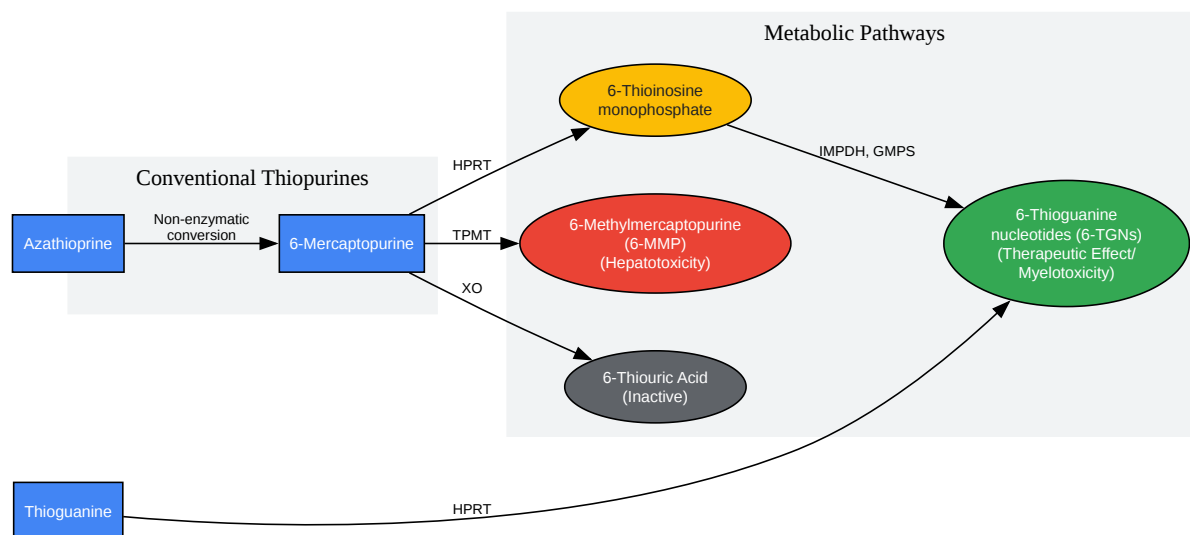 Metabolic Pathways
6-Thioinosine
monophosphate
HPRT
IMPDH, GMPS
Conventional Thiopurines
Azathioprine
Non-enzymatic
conversion
6-Mercaptopurine
TPMT
6-Methylmercaptopurine
(6-MMP)
(Hepatotoxicity)
6-Thioguanine
nucleotides (6-TGNs)
(Therapeutic Effect/
Myelotoxicity)
XO
6-Thiouric Acid
(Inactive)
Thioguanine
HPRT